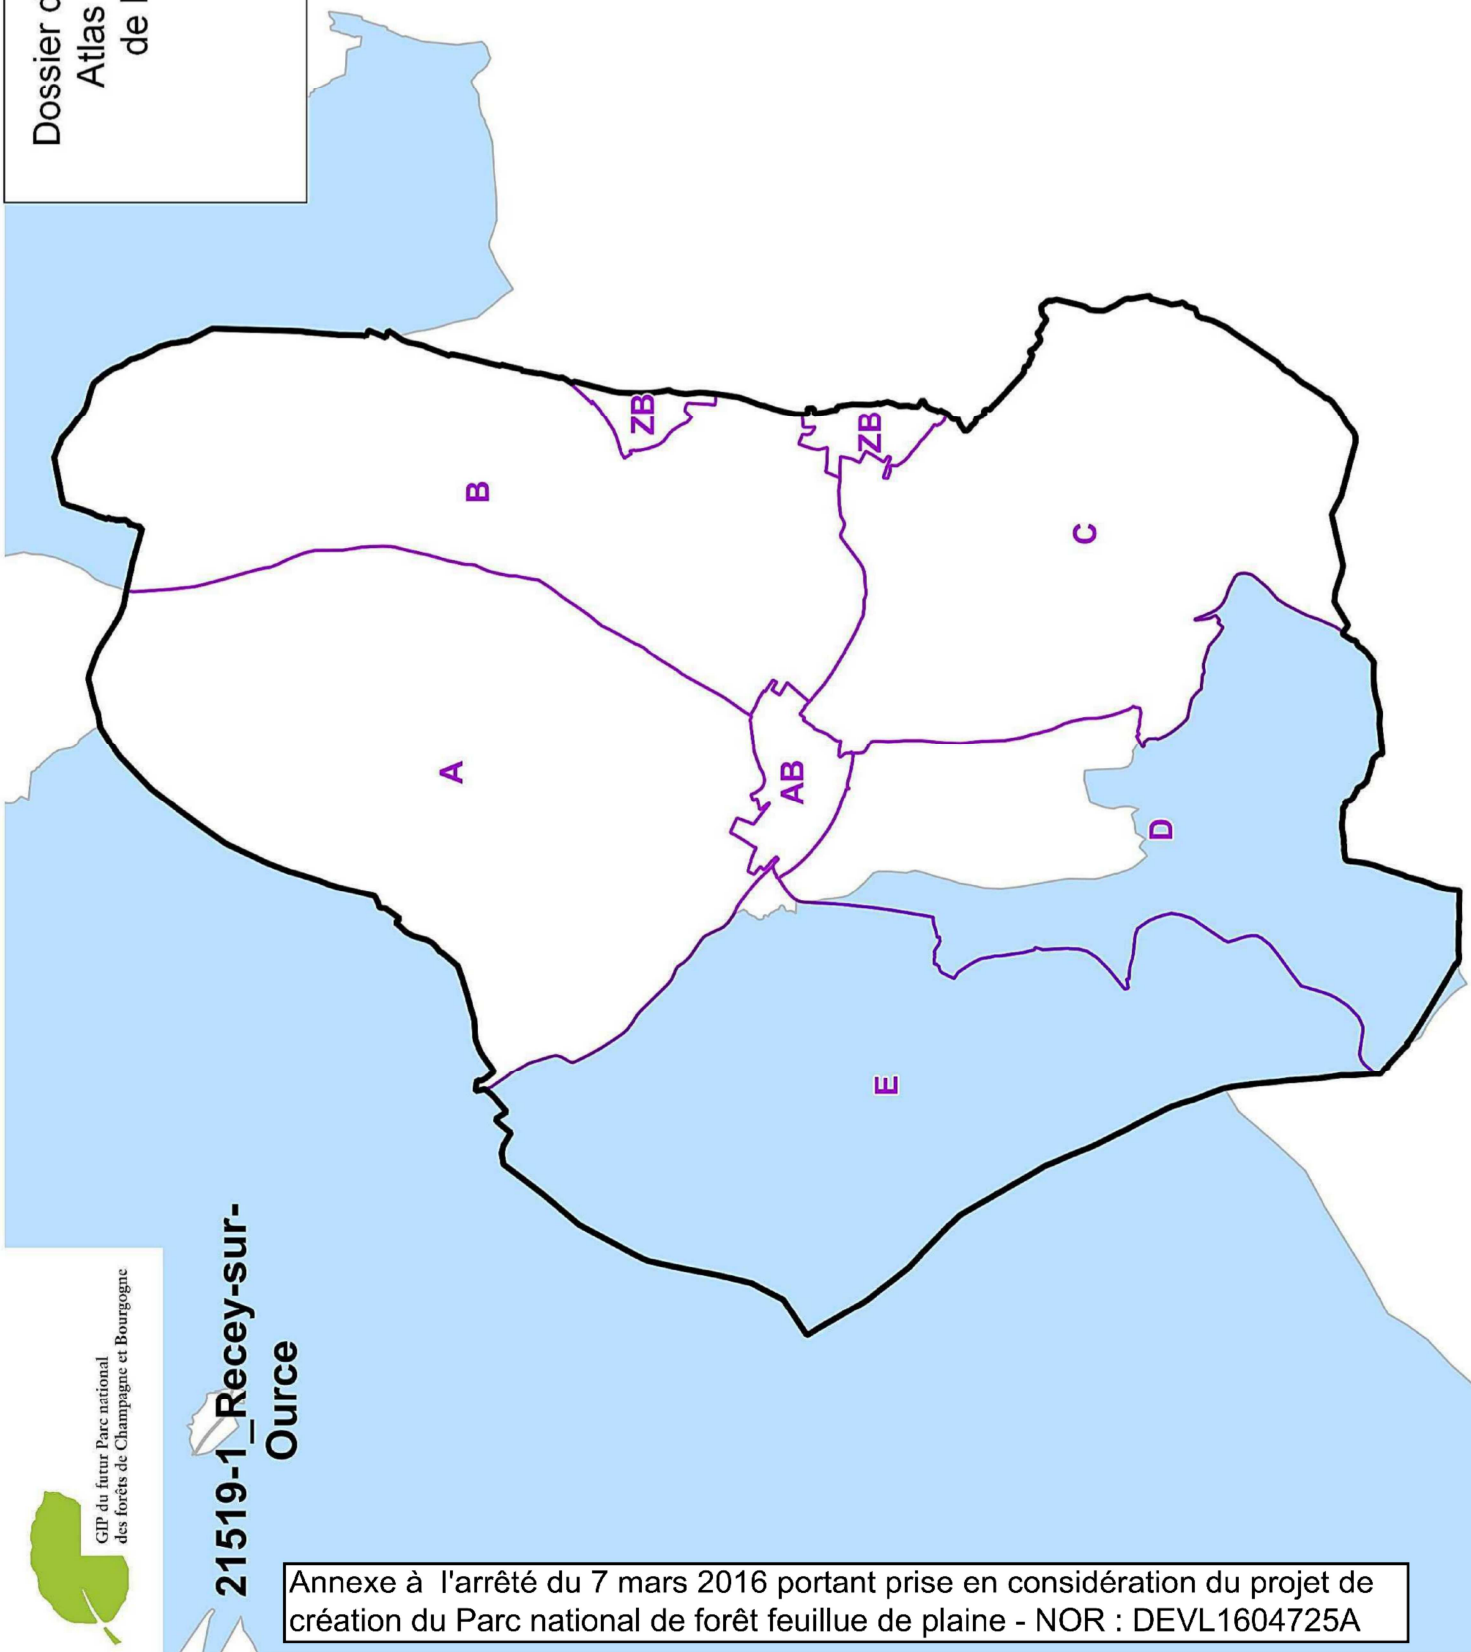 Dossier
Atlas
de
GIP du futur Parc national
des forêts de Champagne et Bourgogne
21519-1_Recey-sur-
Ource
A
B
ZB
ZB
C
AB
D
E
Annexe à l'arrêté du 7 mars 2016 portant prise en considération du projet de
création du Parc national de forêt feuillue de plaine - NOR : DEVL1604725A